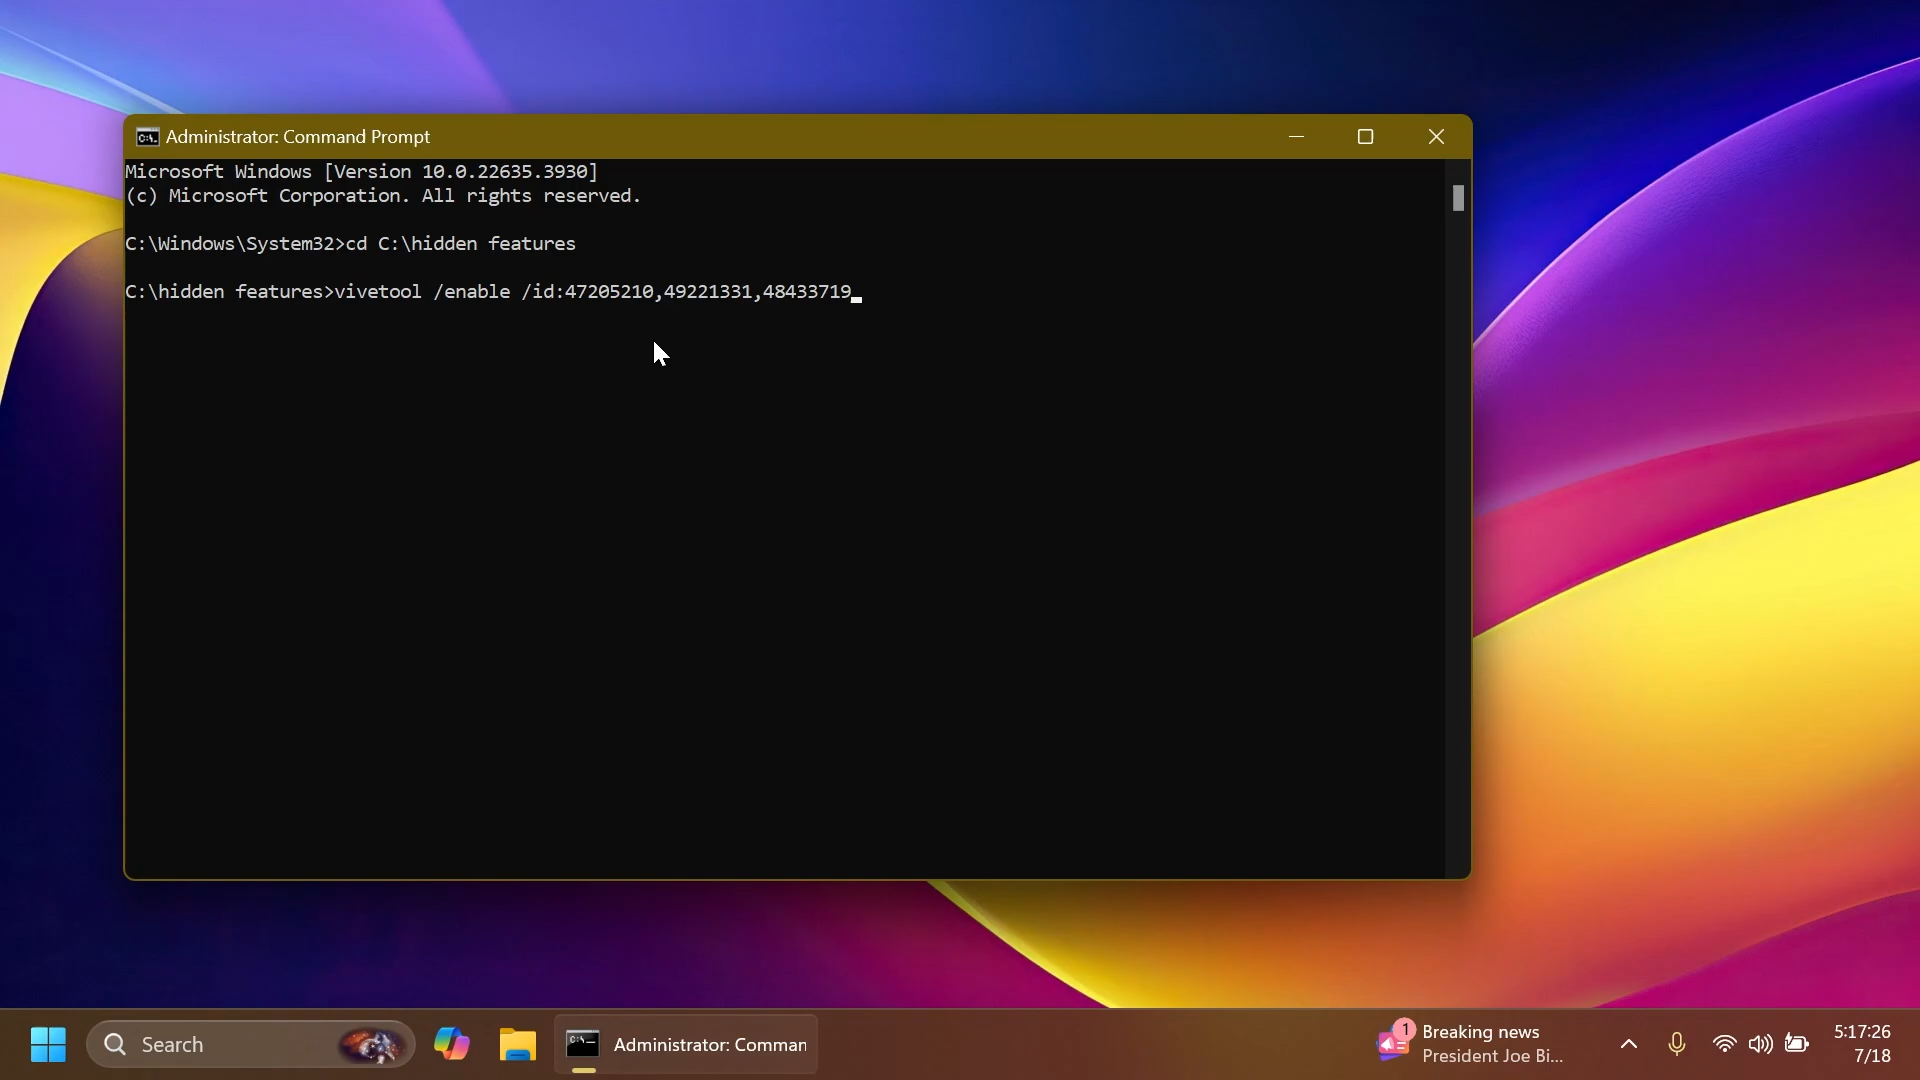 Administrator: Command Prompt
Microsoft Windows [Version 10.0.22635.3930]
(c) Microsoft Corporation. All rights reserved.
C:\Windows\System32>cd C:\hidden features
C:\hidden features>vivetool /enable /id:47205210,49221331,48433719
Search
Administrator: Comman
1
Breaking news
President Joe Bi...
5:17:26
7/18